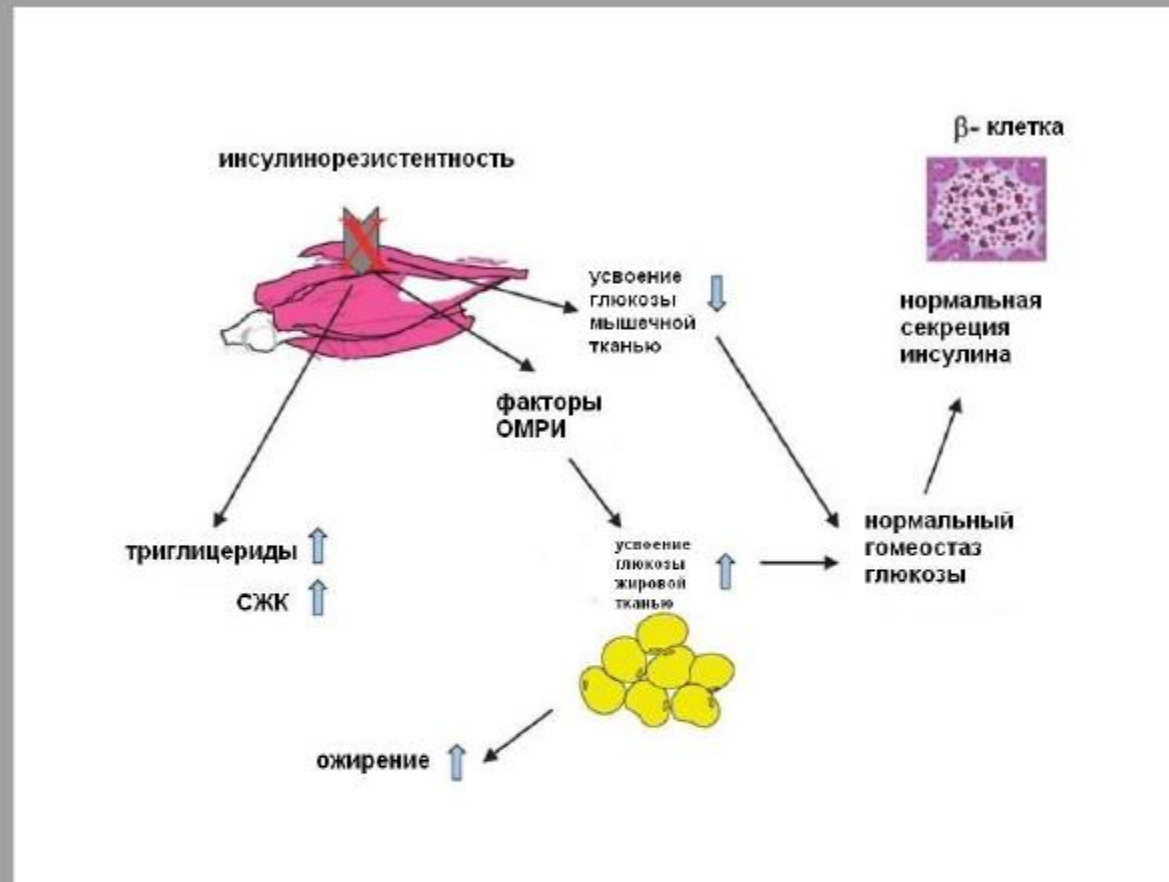 β- клетка
инсулинорезистентность
усвоение
глюкозы
мышечной
тканью
нормальная
секреция
инсулина
факторы
ОМРИ
триглицериды
СЖК
усвоение
глюкозы
жировой
тканью
нормальный
гомеостаз
глюкозы
ожирение